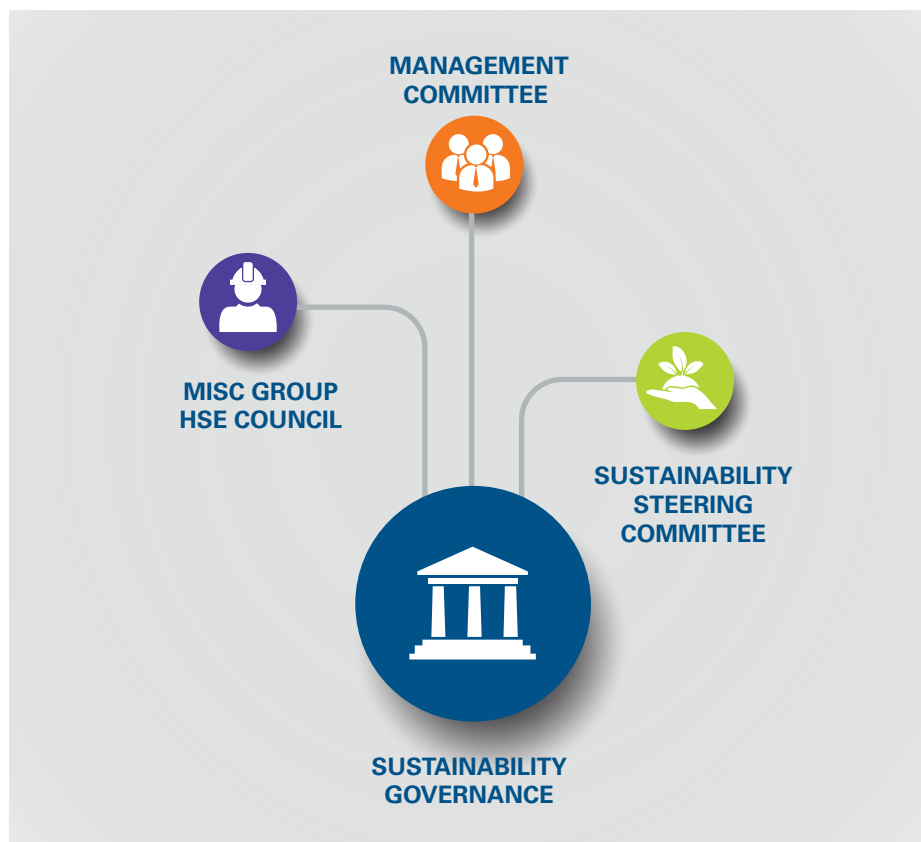 MANAGEMENT
COMMITTEE
MISC GROUP
HSE COUNCIL
SUSTAINABILITY
STEERING
COMMITTEE
SUSTAINABILITY
GOVERNANCE